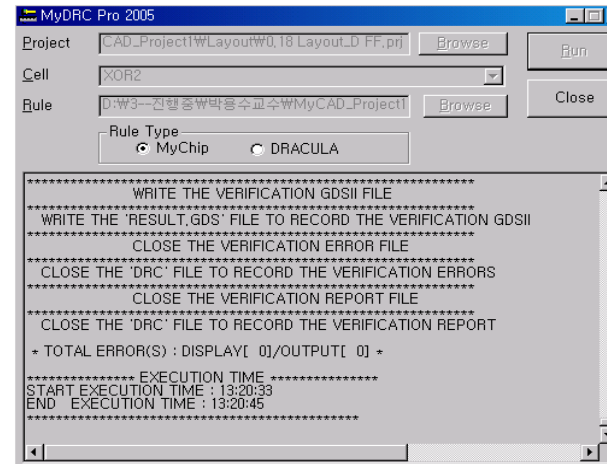 MyDRC Pro 2005
Project CAD_Project1₩Layout₩0,18 Layout_D FF,prj Browse Run
Cell XOR2
Rule D:₩3--진행중₩박용수교수₩MyCAD_Project1 Browse Close
Rule Type
MyChip DRACULA
********************************************************************
WRITE THE VERIFICATION GDSII FILE
********************************************************************
WRITE THE 'RESULT,GDS' FILE TO RECORD THE VERIFICATION GDSII
********************************************************************
CLOSE THE VERIFICATION ERROR FILE
********************************************************************
CLOSE THE 'DRC' FILE TO RECORD THE VERIFICATION ERRORS
********************************************************************
CLOSE THE VERIFICATION REPORT FILE
********************************************************************
CLOSE THE 'DRC' FILE TO RECORD THE VERIFICATION REPORT
* TOTAL ERROR(S) : DISPLAY[ 0]/OUTPUT[ 0] *
**************** EXECUTION TIME ****************
START EXECUTION TIME : 13:20:33
END EXECUTION TIME : 13:20:45
**************************************************